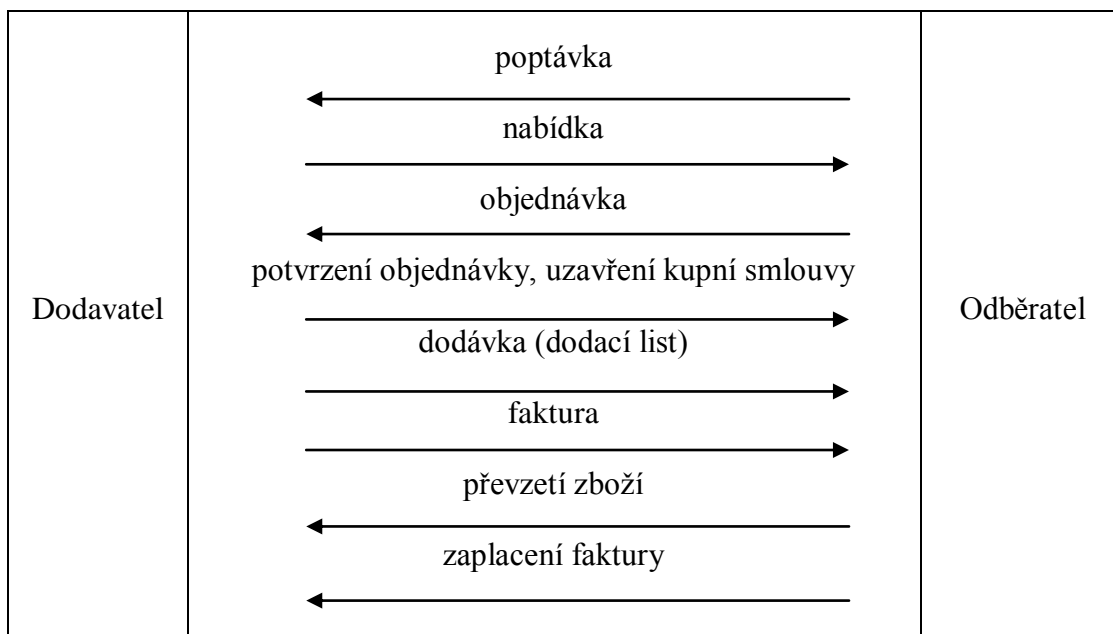 poptávka
nabídka
objednávka
potvrzení objednávky, uzavření kupní smlouvy
Dodavatel
Odběratel
dodávka (dodací list)
faktura
převzetí zboží
zaplacení faktury